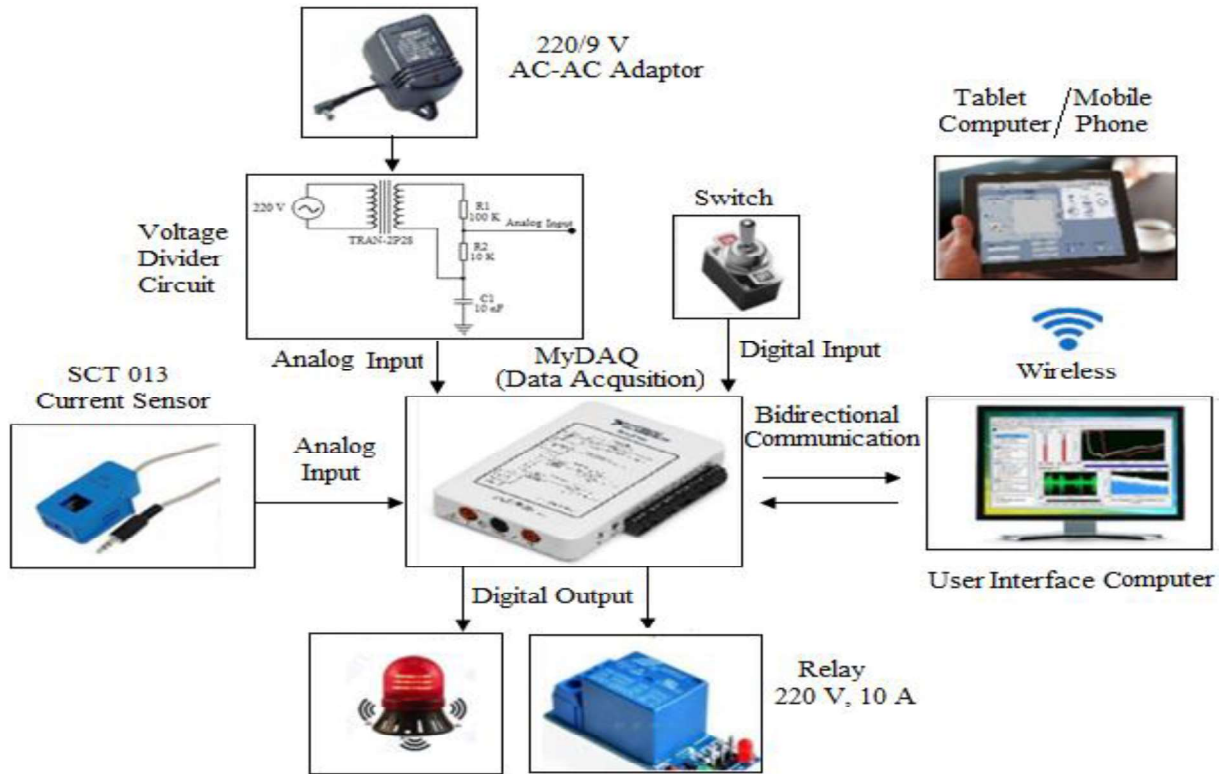 220/9 V
AC-AC Adaptor
Tablet / Mobile
Computer Phone
Voltage
Divider
Circuit
220 V
TRAN-2P2S
R1
100 K
Analog Input
R2
10 K
C1
10 uF
Switch
Analog Input
MyDAQ
(Data Acqusition)
Digital Input
Wireless
SCT 013
Current Sensor
Analog
Input
Bidirectional
Communication
User Interface Computer
Digital Output
Relay
220 V, 10 A